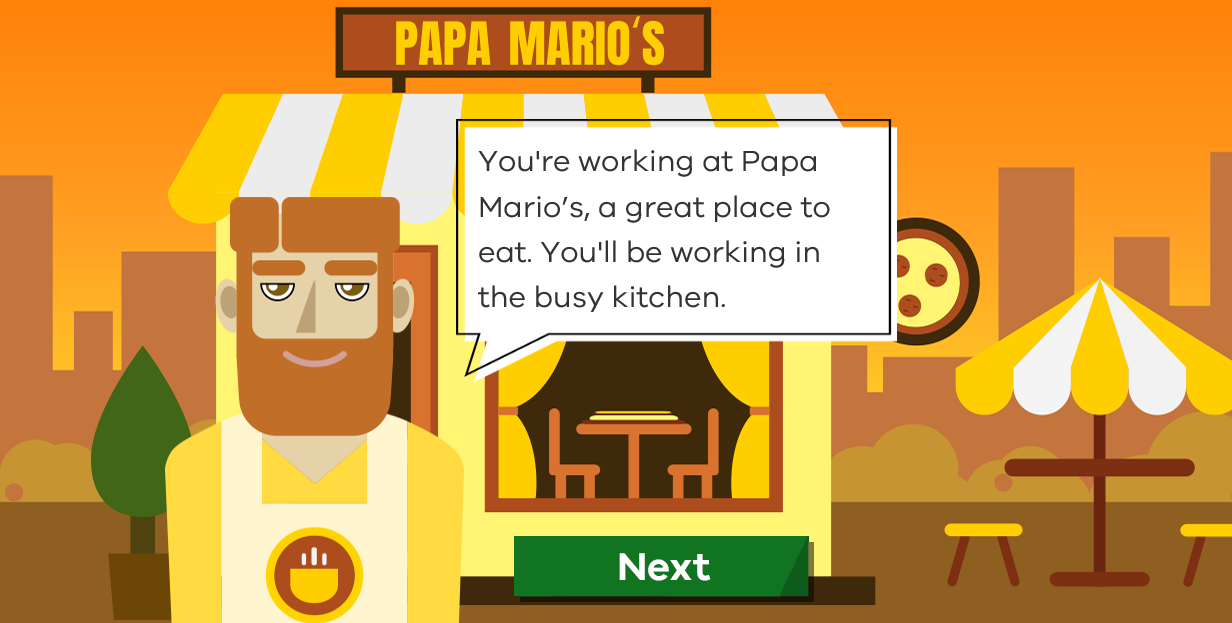 PAPA MARIO‘S
You're working at Papa
Mario’s, a great place to
eat. You'll be working in
the busy kitchen.
Next